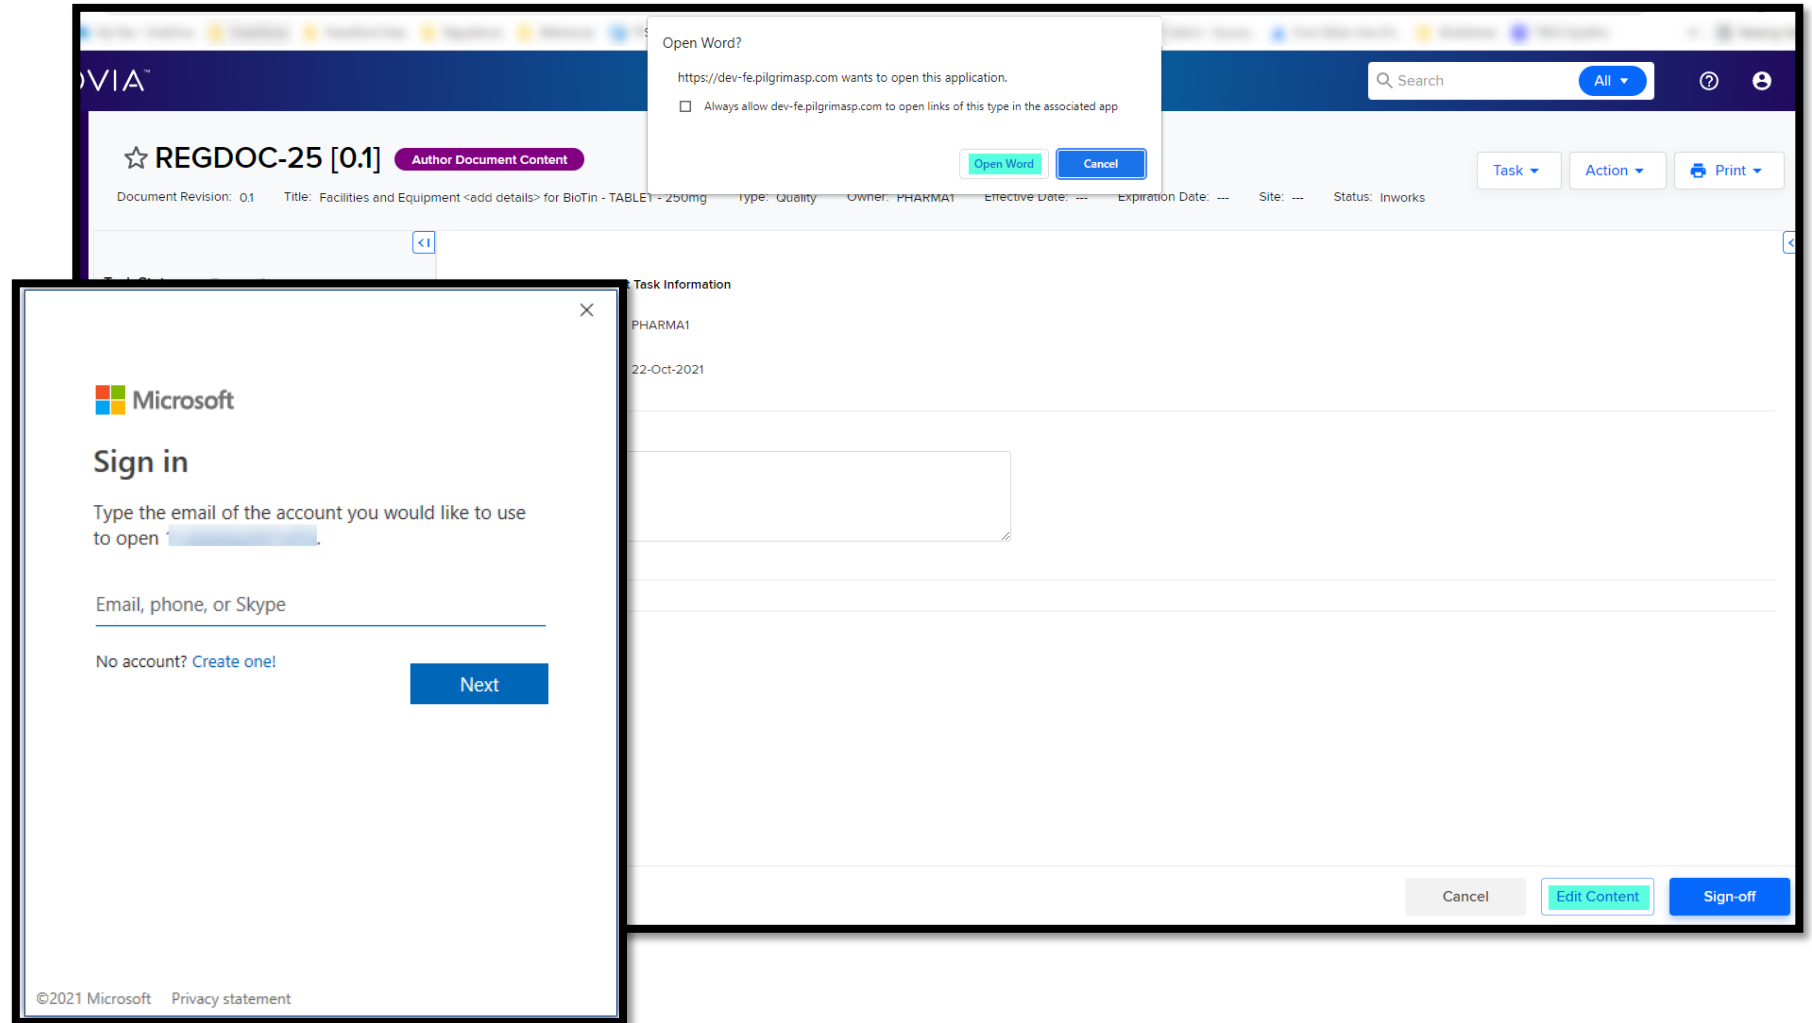 Open Word?
https://dev-fe.pilgrimasp.com wants to open this application.
Always allow dev-fe.pilgrimasp.com to open links of this type in the associated app
Open Word
Cancel
OVIA™
Search
All
REGDOC-25 [0.1]
Author Document Content
Task
Action
Print
Document Revision: 0.1 Title: Facilities and Equipment <add details> for BioTin - TABLET - 250mg Type: Quality Owner: PHARMA1 Effective Date: --- Expiration Date: --- Site: --- Status: Inworks
Task Information
PHARMA1
22-Oct-2021
Cancel
Edit Content
Sign-off
Microsoft
Sign in
Type the email of the account you would like to use
to open
Email, phone, or Skype
No account? Create one!
Next
©2021 Microsoft Privacy statement